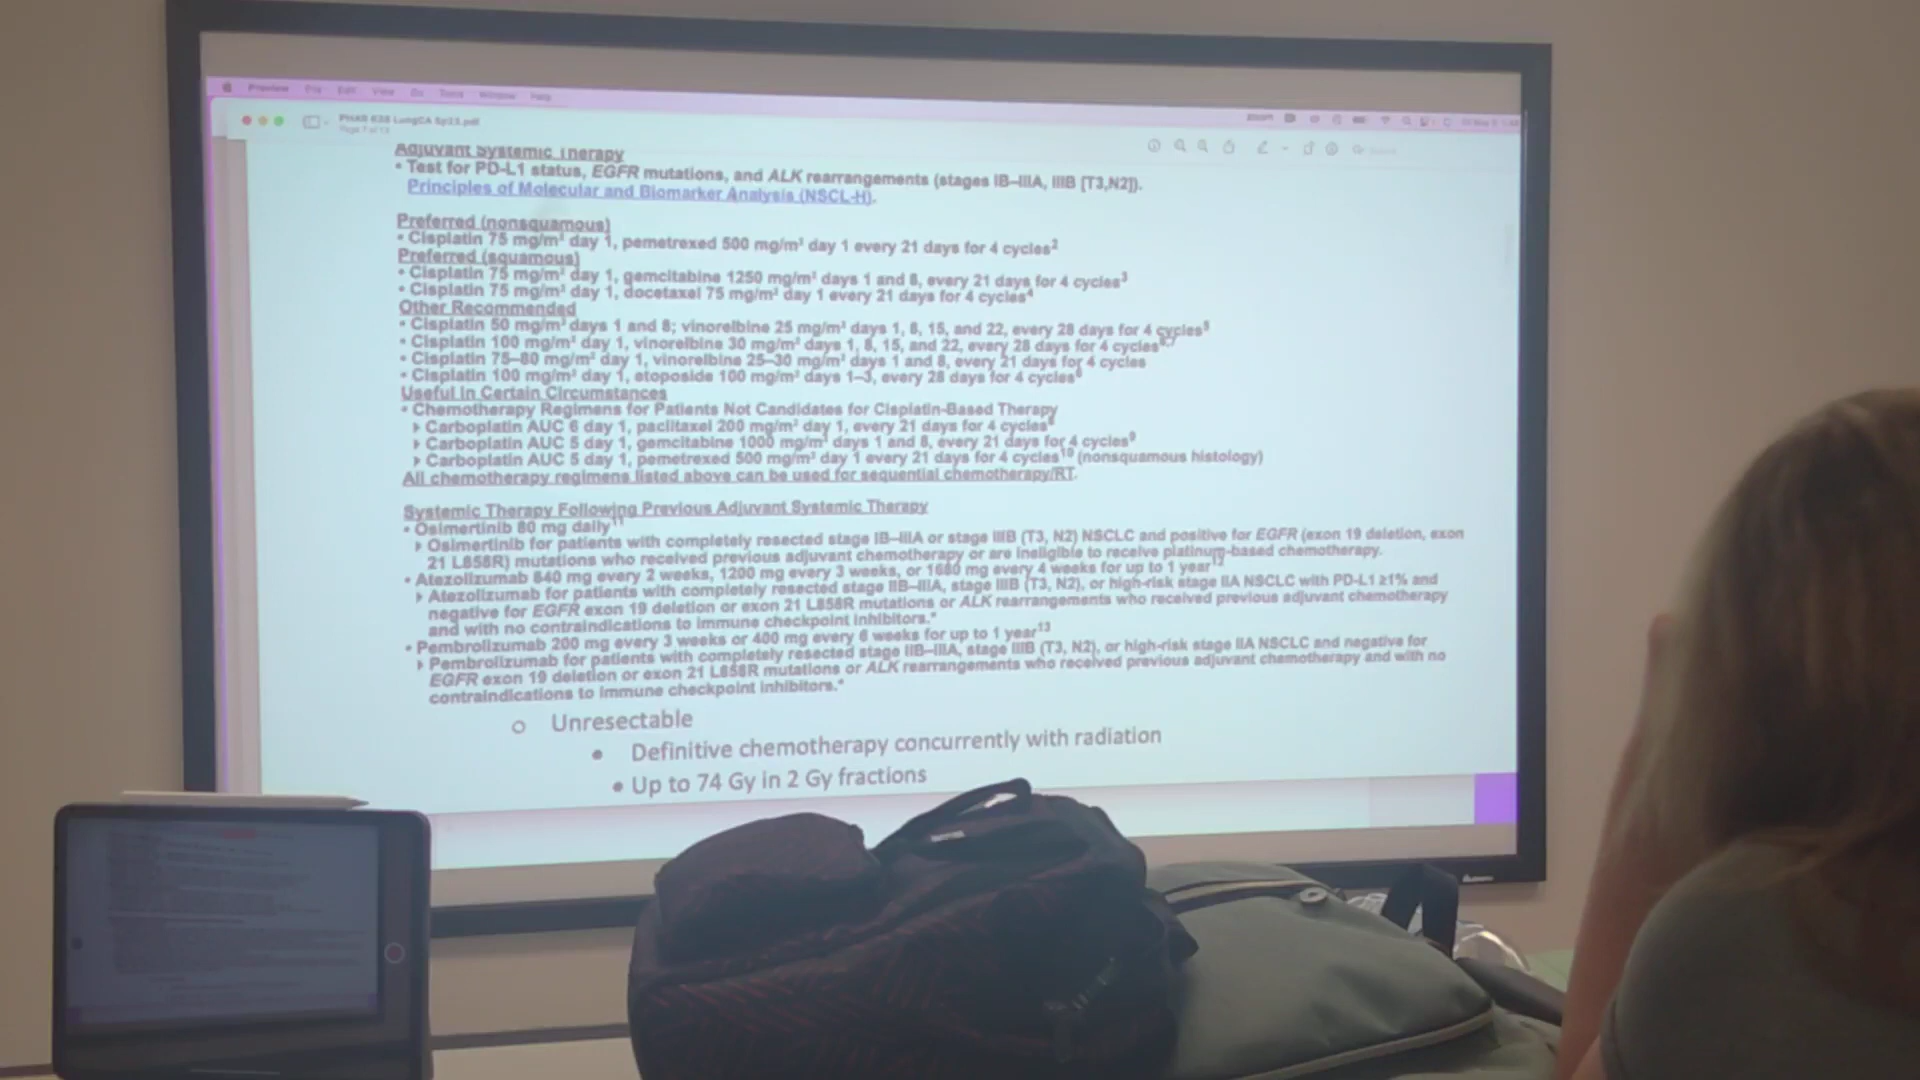 Preview File Edit View Go Tools Window Help
PHAR 638 LungCA Sp23.pdf
Page 7 of 13
zoom
Adjuvant Systemic Therapy
• Test for PD-L1 status, EGFR mutations, and ALK rearrangements (stages IB–IIIA, IIIB [T3,N2]).
Principles of Molecular and Biomarker Analysis (NSCL-H).
Preferred (nonsquamous)
• Cisplatin 75 mg/m² day 1, pemetrexed 500 mg/m² day 1 every 21 days for 4 cycles²
Preferred (squamous)
• Cisplatin 75 mg/m² day 1, gemcitabine 1250 mg/m² days 1 and 8, every 21 days for 4 cycles³
• Cisplatin 75 mg/m² day 1, docetaxel 75 mg/m² day 1 every 21 days for 4 cycles⁴
Other Recommended
• Cisplatin 50 mg/m² days 1 and 8; vinorelbine 25 mg/m² days 1, 8, 15, and 22, every 28 days for 4 cycles⁵
• Cisplatin 100 mg/m² day 1, vinorelbine 30 mg/m² days 1, 8, 15, and 22, every 28 days for 4 cycles⁶,⁷
• Cisplatin 75–80 mg/m² day 1, vinorelbine 25–30 mg/m² days 1 and 8, every 21 days for 4 cycles
• Cisplatin 100 mg/m² day 1, etoposide 100 mg/m² days 1–3, every 28 days for 4 cycles⁶
Useful in Certain Circumstances
• Chemotherapy Regimens for Patients Not Candidates for Cisplatin-Based Therapy
▸ Carboplatin AUC 6 day 1, paclitaxel 200 mg/m² day 1, every 21 days for 4 cycles⁸
▸ Carboplatin AUC 5 day 1, gemcitabine 1000 mg/m² days 1 and 8, every 21 days for 4 cycles⁹
▸ Carboplatin AUC 5 day 1, pemetrexed 500 mg/m² day 1 every 21 days for 4 cycles¹⁰ (nonsquamous histology)
All chemotherapy regimens listed above can be used for sequential chemotherapy/RT.
Systemic Therapy Following Previous Adjuvant Systemic Therapy
• Osimertinib 80 mg daily¹¹
▸ Osimertinib for patients with completely resected stage IB–IIIA or stage IIIB (T3, N2) NSCLC and positive for EGFR (exon 19 deletion, exon
21 L858R) mutations who received previous adjuvant chemotherapy or are ineligible to receive platinum-based chemotherapy.
• Atezolizumab 840 mg every 2 weeks, 1200 mg every 3 weeks, or 1680 mg every 4 weeks for up to 1 year¹²
▸ Atezolizumab for patients with completely resected stage IIB–IIIA, stage IIIB (T3, N2), or high-risk stage IIA NSCLC with PD-L1 ≥1% and
negative for EGFR exon 19 deletion or exon 21 L858R mutations or ALK rearrangements who received previous adjuvant chemotherapy
and with no contraindications to immune checkpoint inhibitors.*
• Pembrolizumab 200 mg every 3 weeks or 400 mg every 6 weeks for up to 1 year¹³
▸ Pembrolizumab for patients with completely resected stage IIB–IIIA, stage IIIB (T3, N2), or high-risk stage IIA NSCLC and negative for
EGFR exon 19 deletion or exon 21 L858R mutations or ALK rearrangements who received previous adjuvant chemotherapy and with no
contraindications to immune checkpoint inhibitors.*
○ Unresectable
• Definitive chemotherapy concurrently with radiation
• Up to 74 Gy in 2 Gy fractions